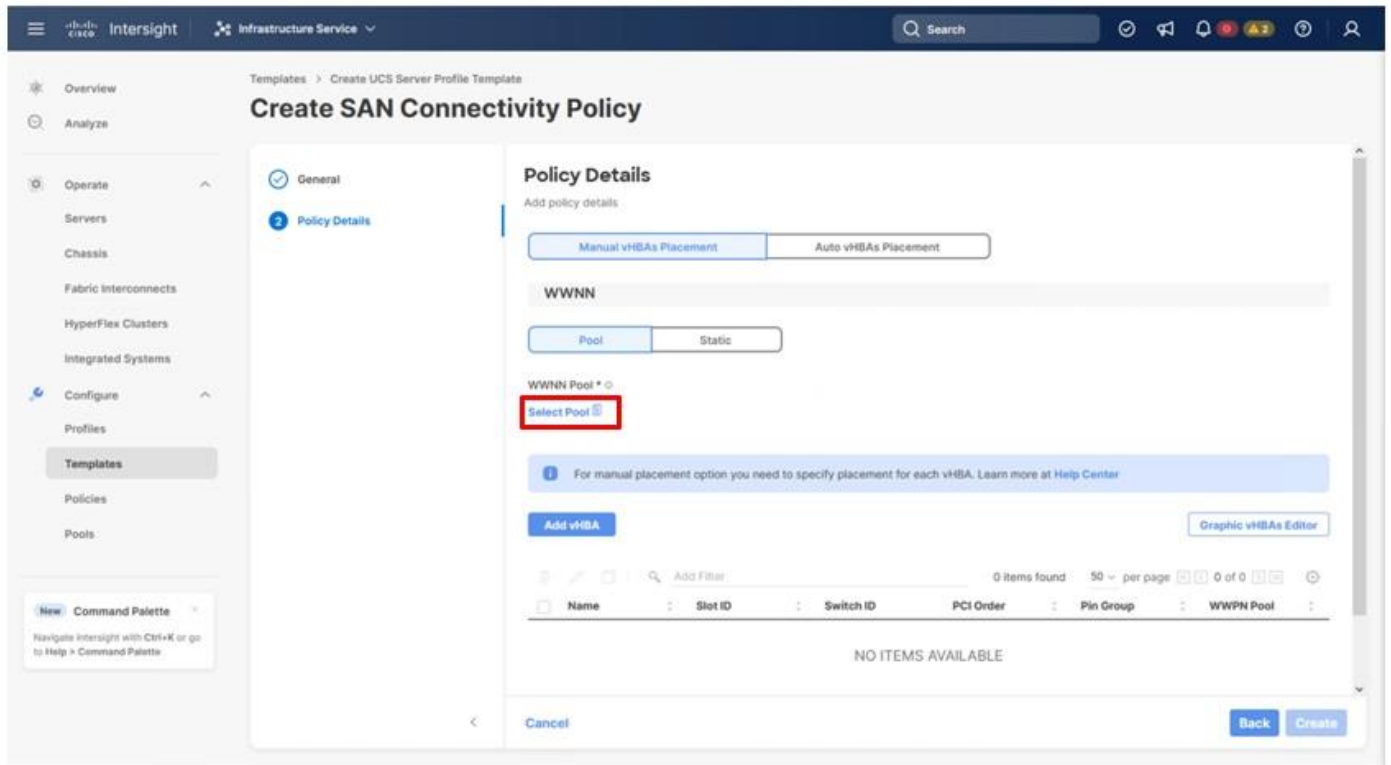 cisco Intersight
Infrastructure Service
Search
0
2
Overview
Analyze
Operate
Servers
Chassis
Fabric Interconnects
HyperFlex Clusters
Integrated Systems
Configure
Profiles
Templates
Policies
Pools
New Command Palette
Navigate Intersight with Ctrl+K or go
to Help > Command Palette
Templates > Create UCS Server Profile Template
Create SAN Connectivity Policy
General
2 Policy Details
Policy Details
Add policy details
Manual vHBAs Placement Auto vHBAs Placement
WWNN
Pool Static
WWNN Pool *
Select Pool
For manual placement option you need to specify placement for each vHBA. Learn more at Help Center
Add vHBA Graphic vHBAs Editor
Add Filter 0 items found 50 per page 0 of 0
Name Slot ID Switch ID PCI Order Pin Group WWPN Pool
NO ITEMS AVAILABLE
Cancel Back Create